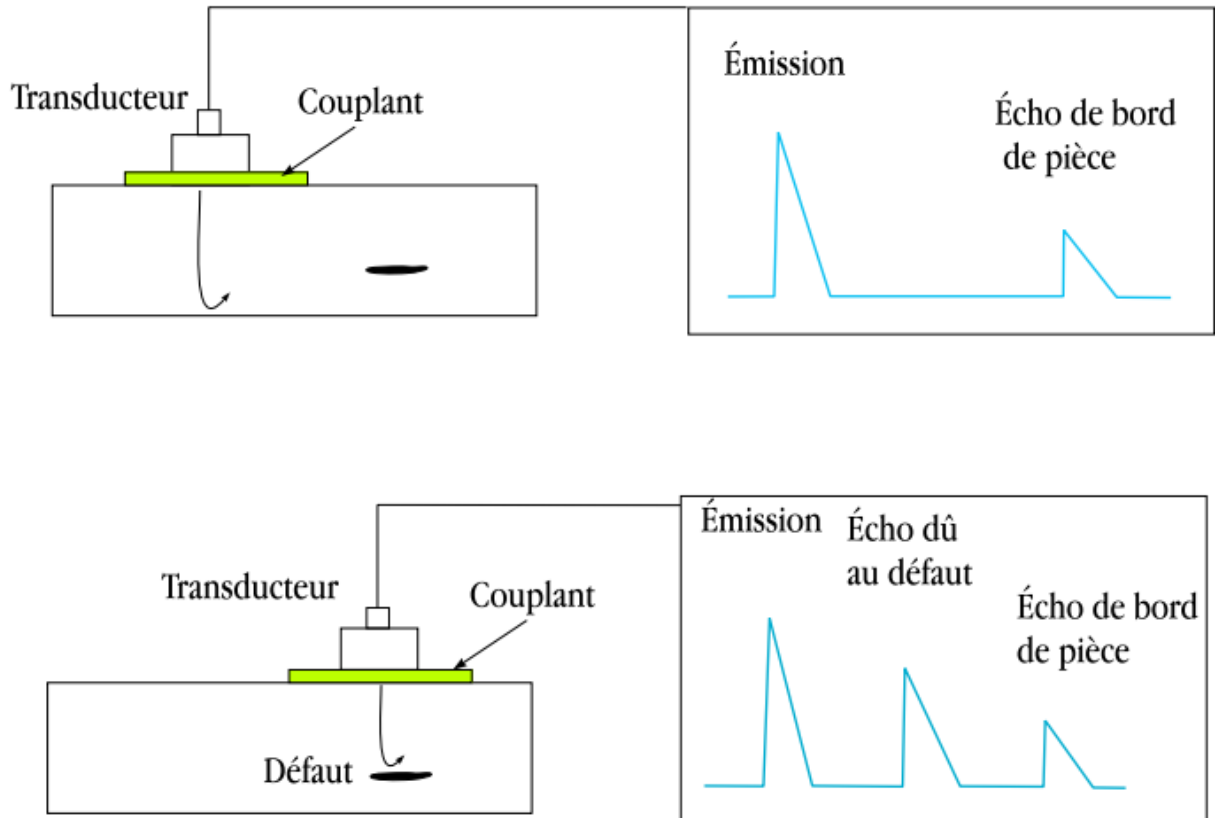 Émission
Transducteur
Couplant
Écho de bord
de pièce
Émission
Écho dû
au défaut
Transducteur
Couplant
Écho de bord
de pièce
Défaut